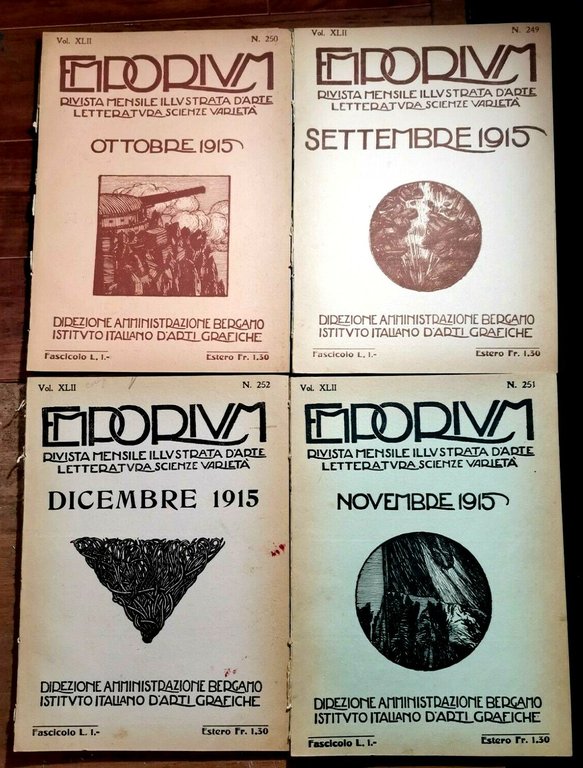 Vol. XLII N. 250
EMPORIVM
RIVISTA MENSILE ILLVSTRATA D'ARTE
LETTERATVRA SCIENZE VARIETÀ
OTTOBRE 1915
DIREZIONE AMMINISTRAZIONE BERGAMO
ISTITVTO ITALIANO D'ARTI GRAFICHE
Fascicolo L. 1.- Estero Fr. 1.30
Vol. XLII N. 249
EMPORIVM
RIVISTA MENSILE ILLVSTRATA D'ARTE
LETTERATVRA SCIENZE VARIETÀ
SETTEMBRE 1915
DIREZIONE AMMINISTRAZIONE BERGAMO
ISTITVTO ITALIANO D'ARTI GRAFICHE
Fascicolo L. 1.- Estero Fr. 1.30
Vol. XLII N. 252
EMPORIVM
RIVISTA MENSILE ILLVSTRATA D'ARTE
LETTERATVRA SCIENZE VARIETÀ
DICEMBRE 1915
DIREZIONE AMMINISTRAZIONE BERGAMO
ISTITVTO ITALIANO D'ARTI GRAFICHE
Fascicolo L. 1.- Estero Fr. 1.30
Vol. XLII N. 251
EMPORIVM
RIVISTA MENSILE ILLVSTRATA D'ARTE
LETTERATVRA SCIENZE VARIETÀ
NOVEMBRE 1915
DIREZIONE AMMINISTRAZIONE BERGAMO
ISTITVTO ITALIANO D'ARTI GRAFICHE
Fascicolo L. 1.- Estero Fr. 1.30